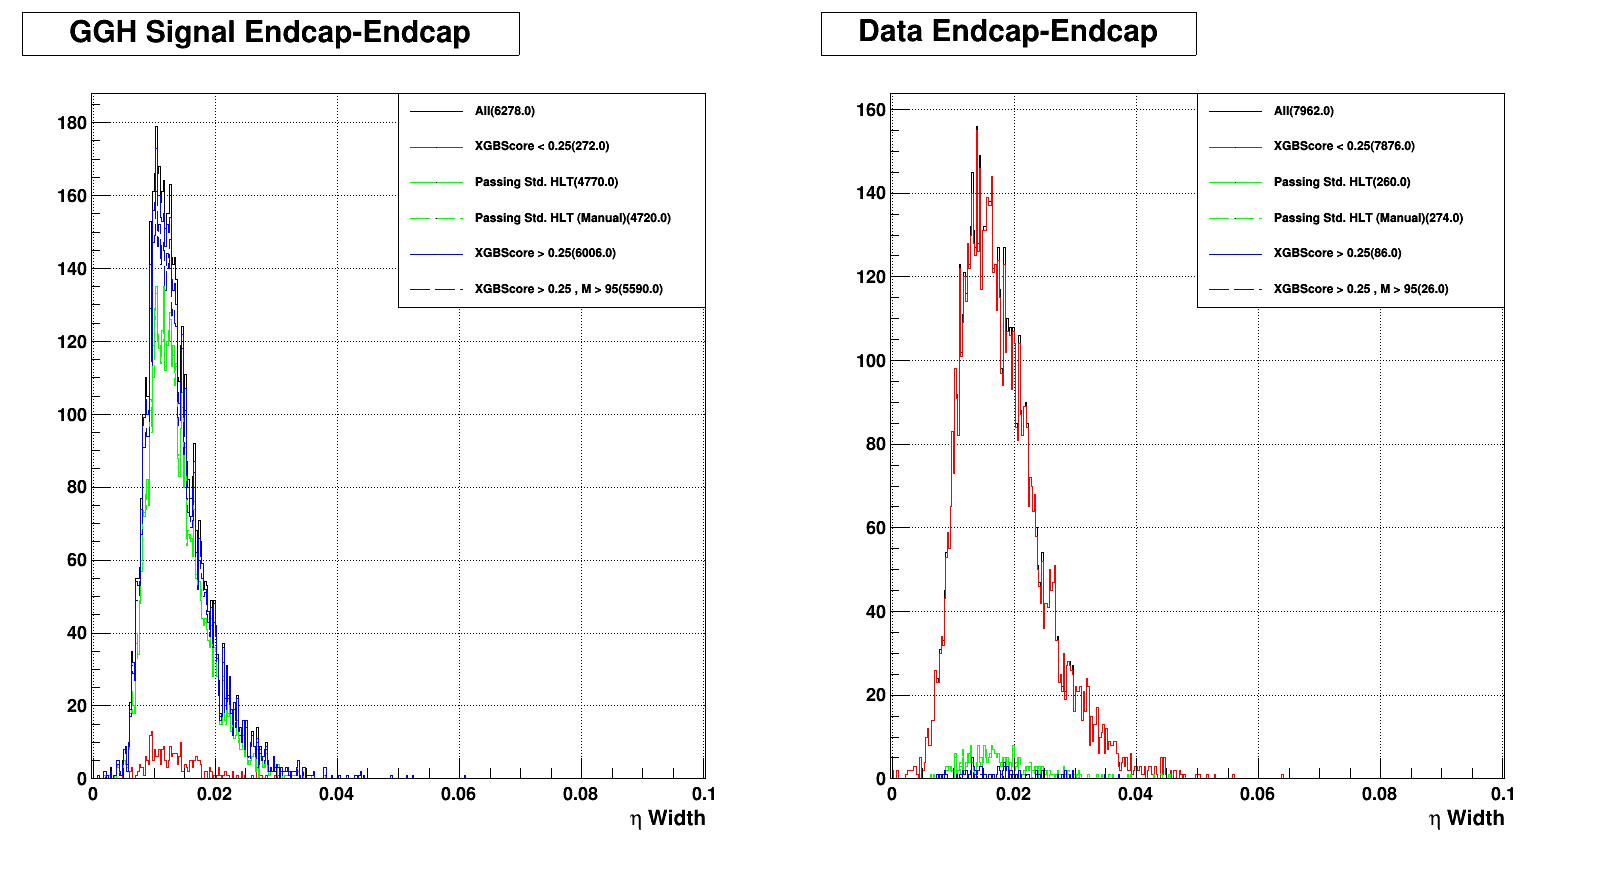 GGH Signal Endcap-Endcap
All(6278.0)
XGBScore < 0.25(272.0)
Passing Std. HLT(4770.0)
Passing Std. HLT (Manual)(4720.0)
XGBScore > 0.25(6006.0)
XGBScore > 0.25 , M > 95(5590.0)
180
160
140
120
100
80
60
40
20
0
0 0.02 0.04 0.06 0.08 0.1
η Width
Data Endcap-Endcap
All(7962.0)
XGBScore < 0.25(7876.0)
Passing Std. HLT(260.0)
Passing Std. HLT (Manual)(274.0)
XGBScore > 0.25(86.0)
XGBScore > 0.25 , M > 95(26.0)
160
140
120
100
80
60
40
20
0
0 0.02 0.04 0.06 0.08 0.1
η Width